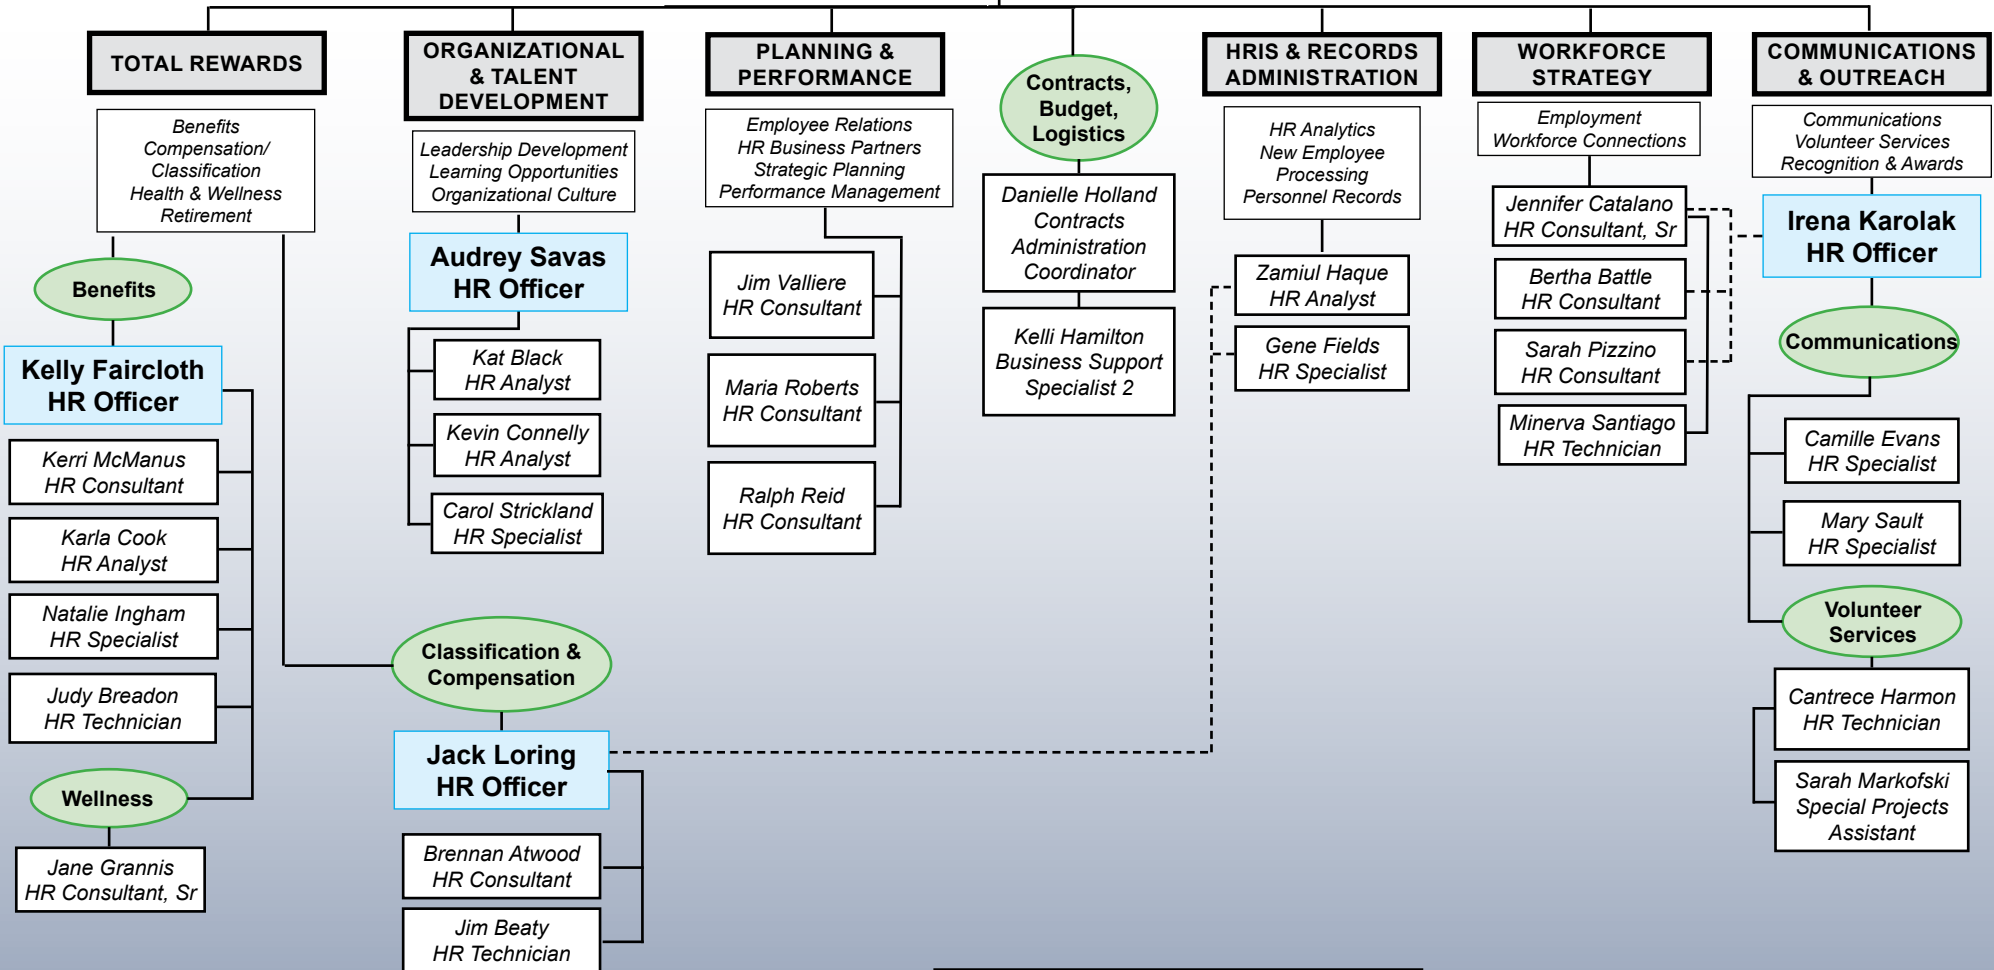 TOTAL REWARDS
Benefits
Compensation/
Classification
Health & Wellness
Retirement
Benefits
Kelly Faircloth
HR Officer
Kerri McManus
HR Consultant
Karla Cook
HR Analyst
Natalie Ingham
HR Specialist
Judy Breadon
HR Technician
Wellness
Jane Grannis
HR Consultant, Sr
Classification &
Compensation
Jack Loring
HR Officer
Brennan Atwood
HR Consultant
Jim Beaty
HR Technician
ORGANIZATIONAL
& TALENT
DEVELOPMENT
Leadership Development
Learning Opportunities
Organizational Culture
Audrey Savas
HR Officer
Kat Black
HR Analyst
Kevin Connelly
HR Analyst
Carol Strickland
HR Specialist
PLANNING &
PERFORMANCE
Employee Relations
HR Business Partners
Strategic Planning
Performance Management
Jim Valliere
HR Consultant
Maria Roberts
HR Consultant
Ralph Reid
HR Consultant
Contracts,
Budget,
Logistics
Danielle Holland
Contracts
Administration
Coordinator
Kelli Hamilton
Business Support
Specialist 2
HRIS & RECORDS
ADMINISTRATION
HR Analytics
New Employee
Processing
Personnel Records
Zamiul Haque
HR Analyst
Gene Fields
HR Specialist
WORKFORCE
STRATEGY
Employment
Workforce Connections
Jennifer Catalano
HR Consultant, Sr
Bertha Battle
HR Consultant
Sarah Pizzino
HR Consultant
Minerva Santiago
HR Technician
COMMUNICATIONS
& OUTREACH
Communications
Volunteer Services
Recognition & Awards
Irena Karolak
HR Officer
Communications
Camille Evans
HR Specialist
Mary Sault
HR Specialist
Volunteer
Services
Cantrece Harmon
HR Technician
Sarah Markofski
Special Projects
Assistant